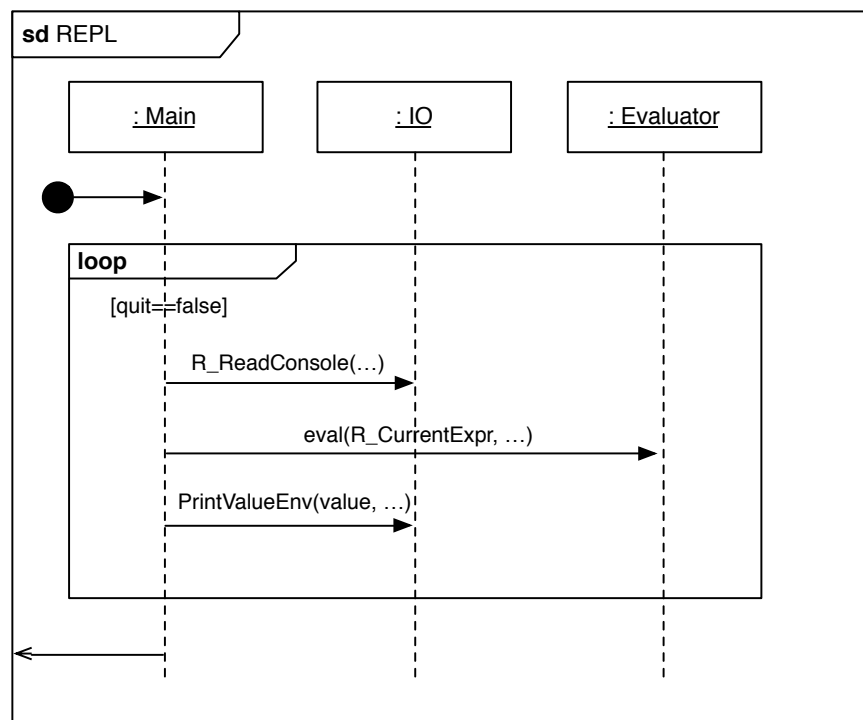 sd REPL
: Main
: IO
: Evaluator
loop
[quit==false]
R_ReadConsole(…)
eval(R_CurrentExpr, …)
PrintValueEnv(value, …)